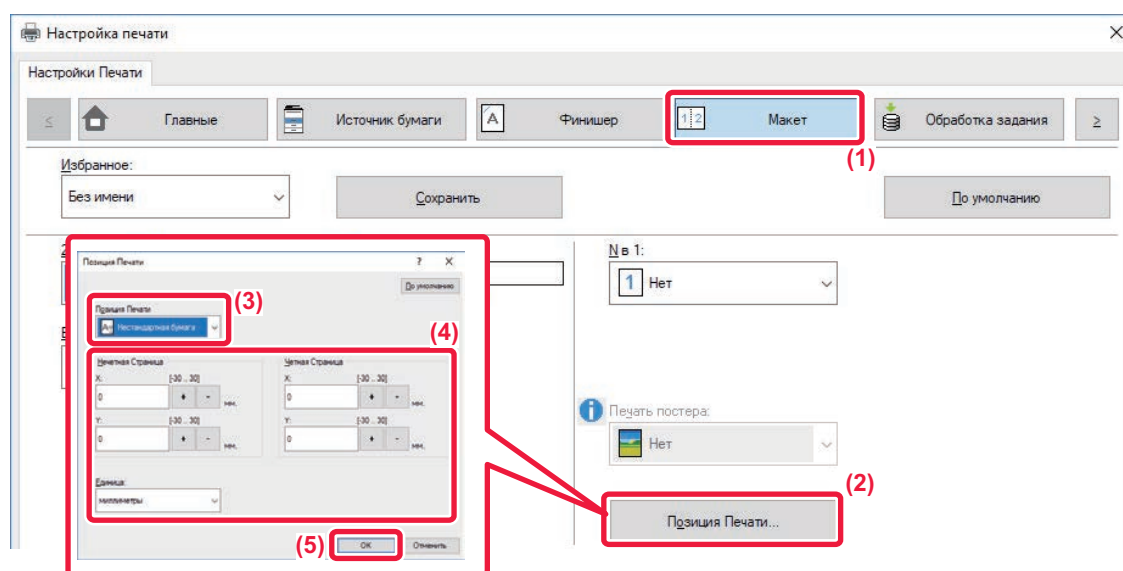 Настройка печати
Настройки Печати
≤ Главные Источник бумаги A Финишер 1 2 Макет Обработка задания ≥
(1)
Избранное:
Без имени Сохранить По умолчанию
2
N в 1:
1 Нет
Позиция Печати ? X
По умолчанию
Позиция Печати
(3)
Нестандартная бумага
(4)
Нечетная Страница Четная Страница
X: [-30 .. 30] X: [-30 .. 30]
0 + - мм. 0 + - мм.
Y: [-30 .. 30] Y: [-30 .. 30]
0 + - мм. 0 + - мм.
Единица:
миллиметры
(5) OK Отменить
Печать постера:
Нет
(2)
Позиция Печати...